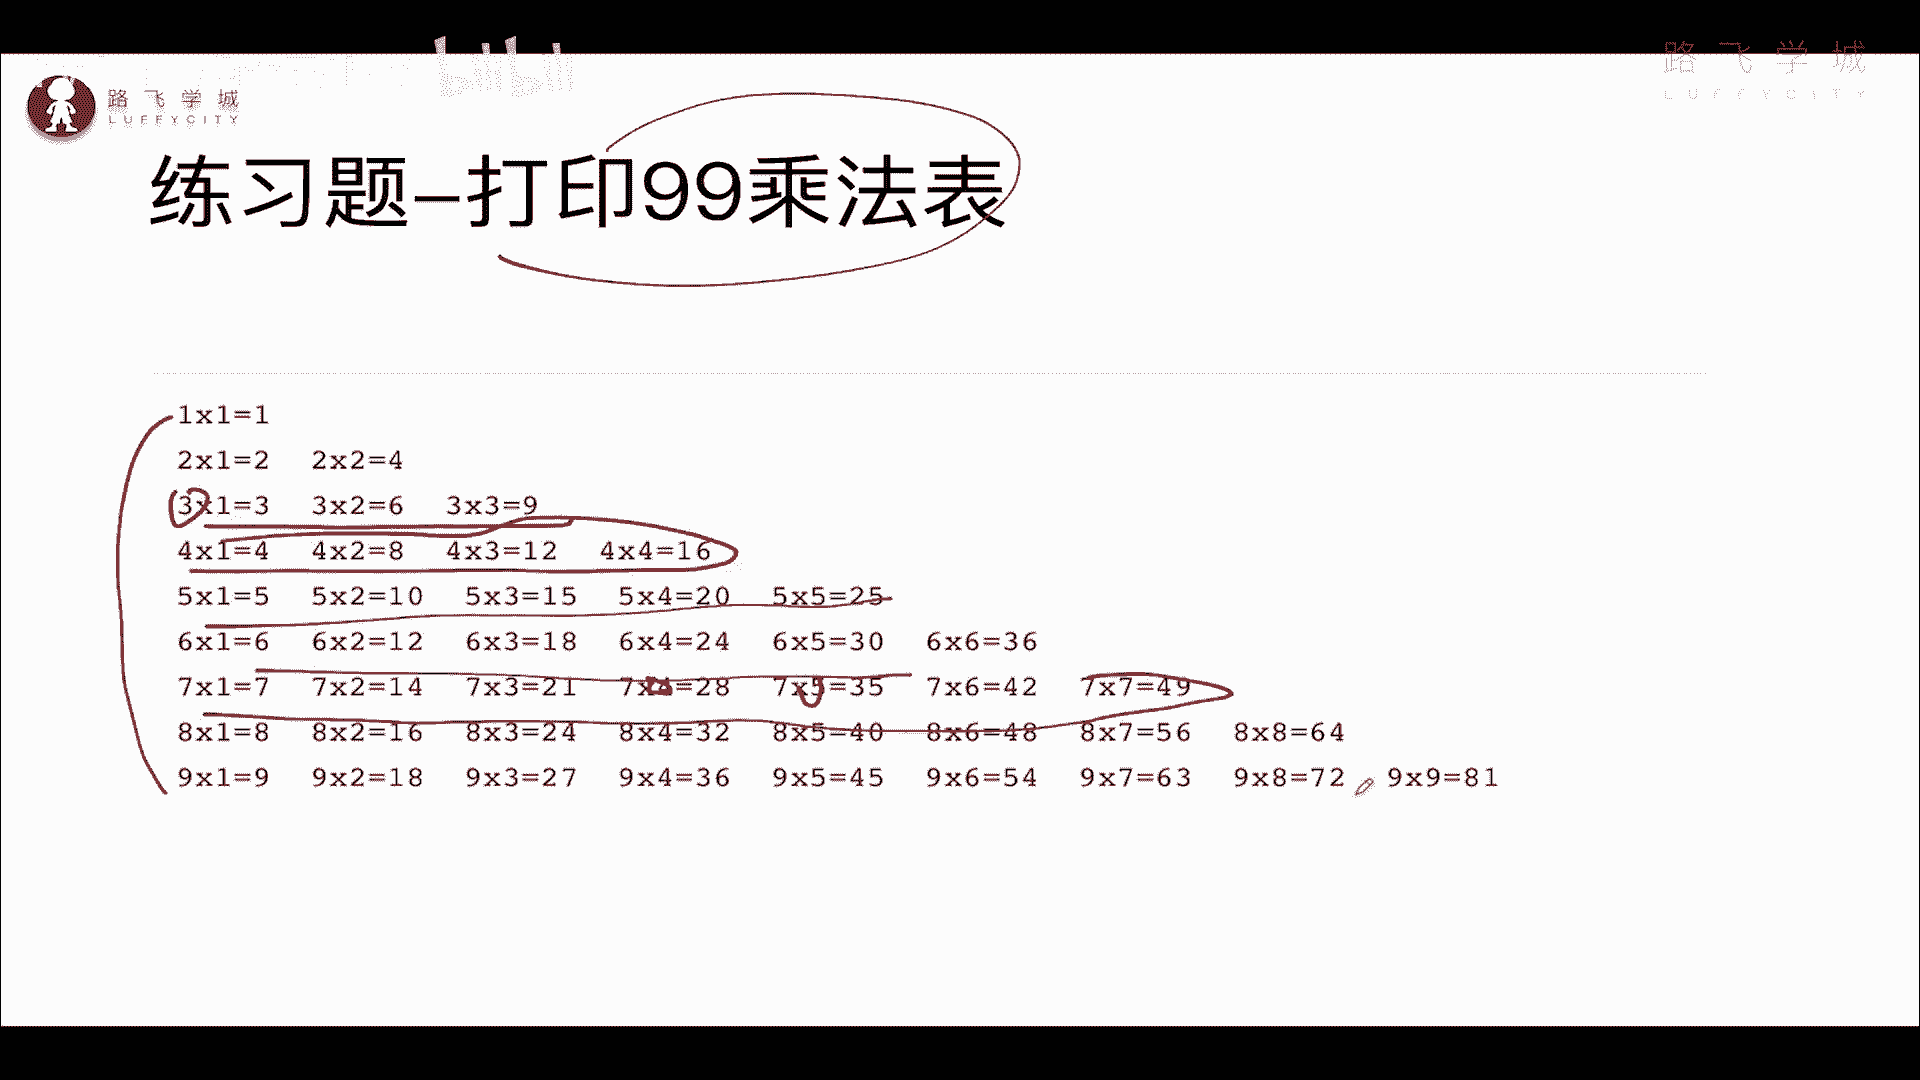 路飞学城
路飞学城
LUFFYCITY
LUFFYCITY
bilibili
练习题-打印99乘法表
1x1=1
2x1=2 2x2=4
3x1=3 3x2=6 3x3=9
4x1=4 4x2=8 4x3=12 4x4=16
5x1=5 5x2=10 5x3=15 5x4=20 5x5=25
6x1=6 6x2=12 6x3=18 6x4=24 6x5=30 6x6=36
7x1=7 7x2=14 7x3=21 7x4=28 7x5=35 7x6=42 7x7=49
8x1=8 8x2=16 8x3=24 8x4=32 8x5=40 8x6=48 8x7=56 8x8=64
9x1=9 9x2=18 9x3=27 9x4=36 9x5=45 9x6=54 9x7=63 9x8=72 9x9=81